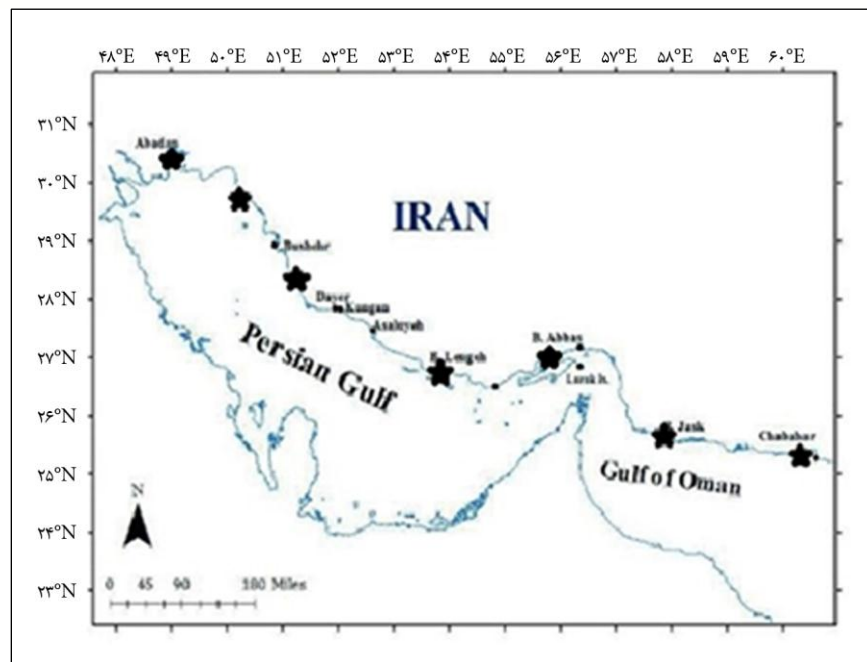 ۴۸°E ۴۹°E ۵۰°E ۵۱°E ۵۲°E ۵۳°E ۵۴°E ۵۵°E ۵۶°E ۵۷°E ۵۸°E ۵۹°E ۶۰°E
۳۱°N
Abadan
۳۰°N
IRAN
۲۹°N
Bushehr
۲۸°N
Dayer
Kangan
Asaluyeh
B. Abbas
۲۷°N
B. Lengeh
Persian Gulf
Larak Is.
۲۶°N
Jask
Chabahar
۲۵°N
Gulf of Oman
N
۲۴°N
۲۳°N
0 45 90 180 Miles